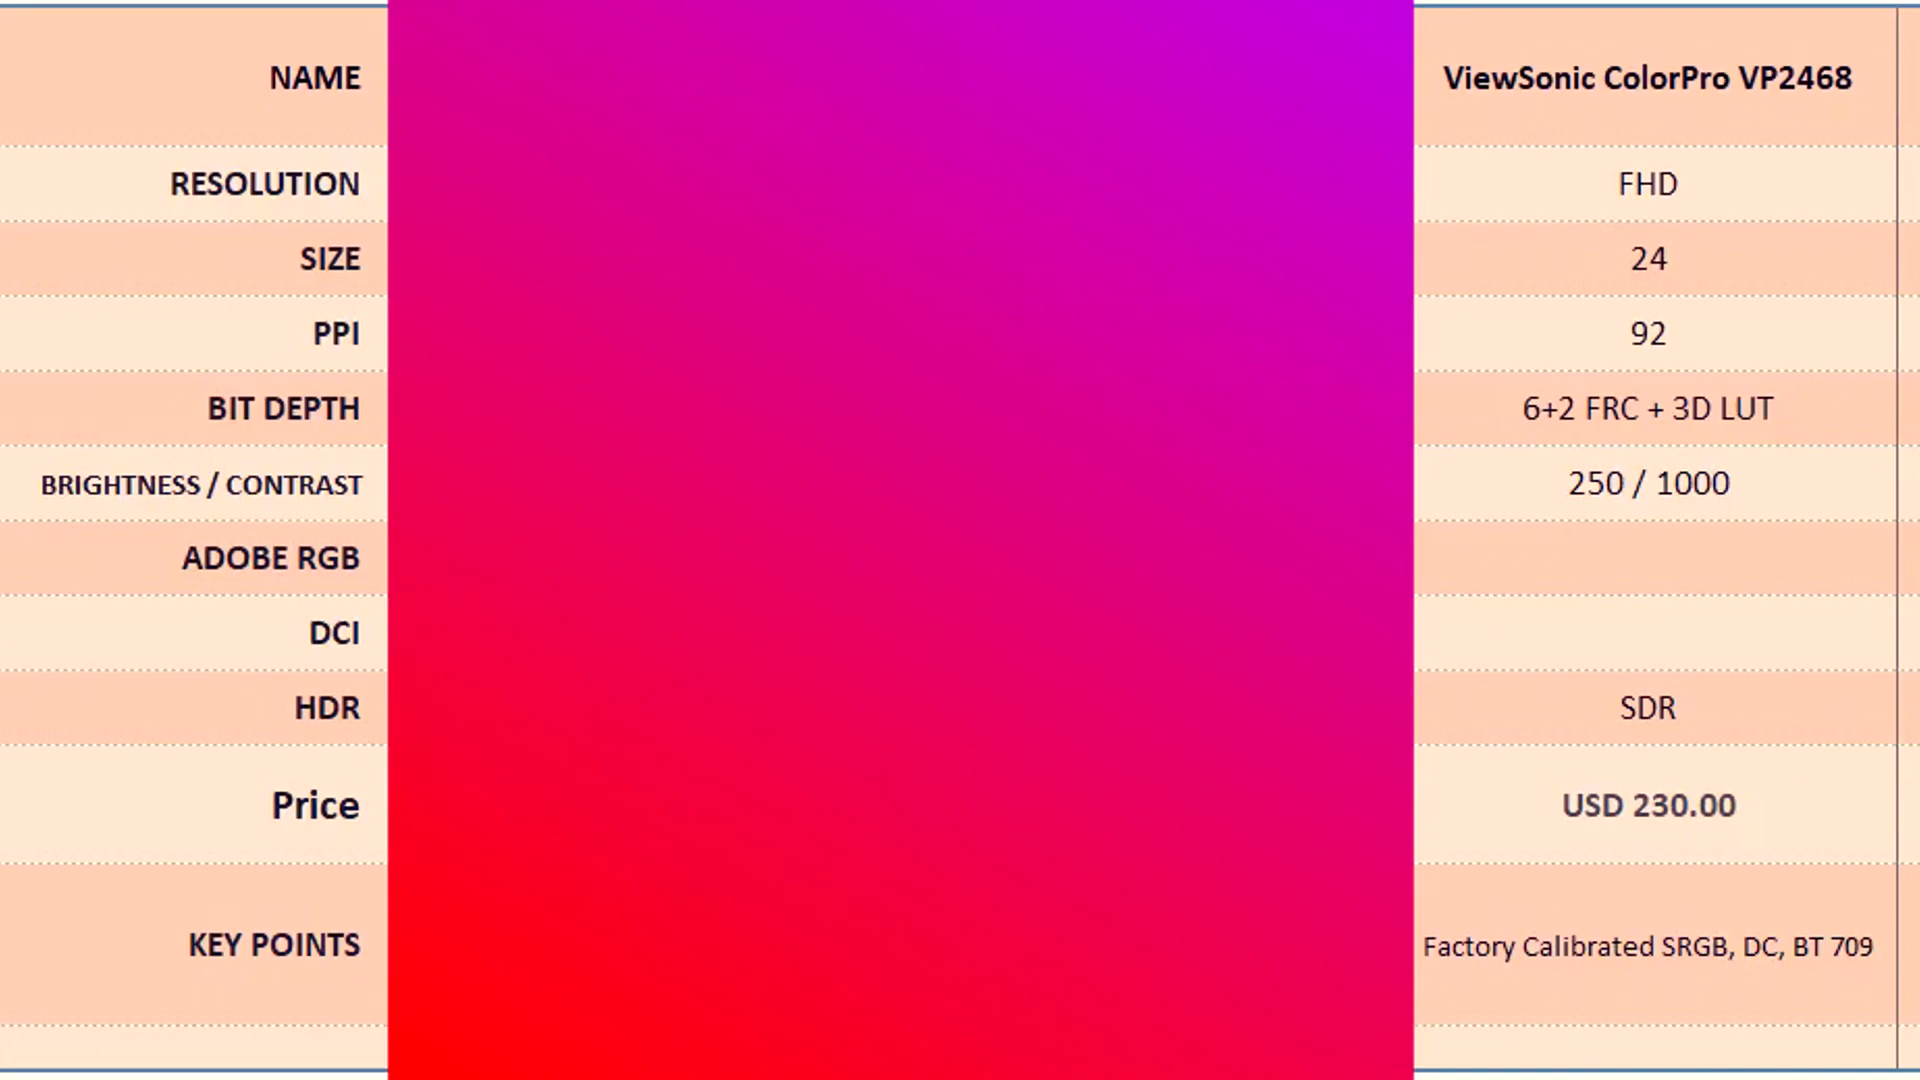 NAME ViewSonic ColorPro VP2468
RESOLUTION FHD
SIZE 24
PPI 92
BIT DEPTH 6+2 FRC + 3D LUT
BRIGHTNESS / CONTRAST 250 / 1000
ADOBE RGB
DCI
HDR SDR
Price USD 230.00
KEY POINTS Factory Calibrated SRGB, DC, BT 709